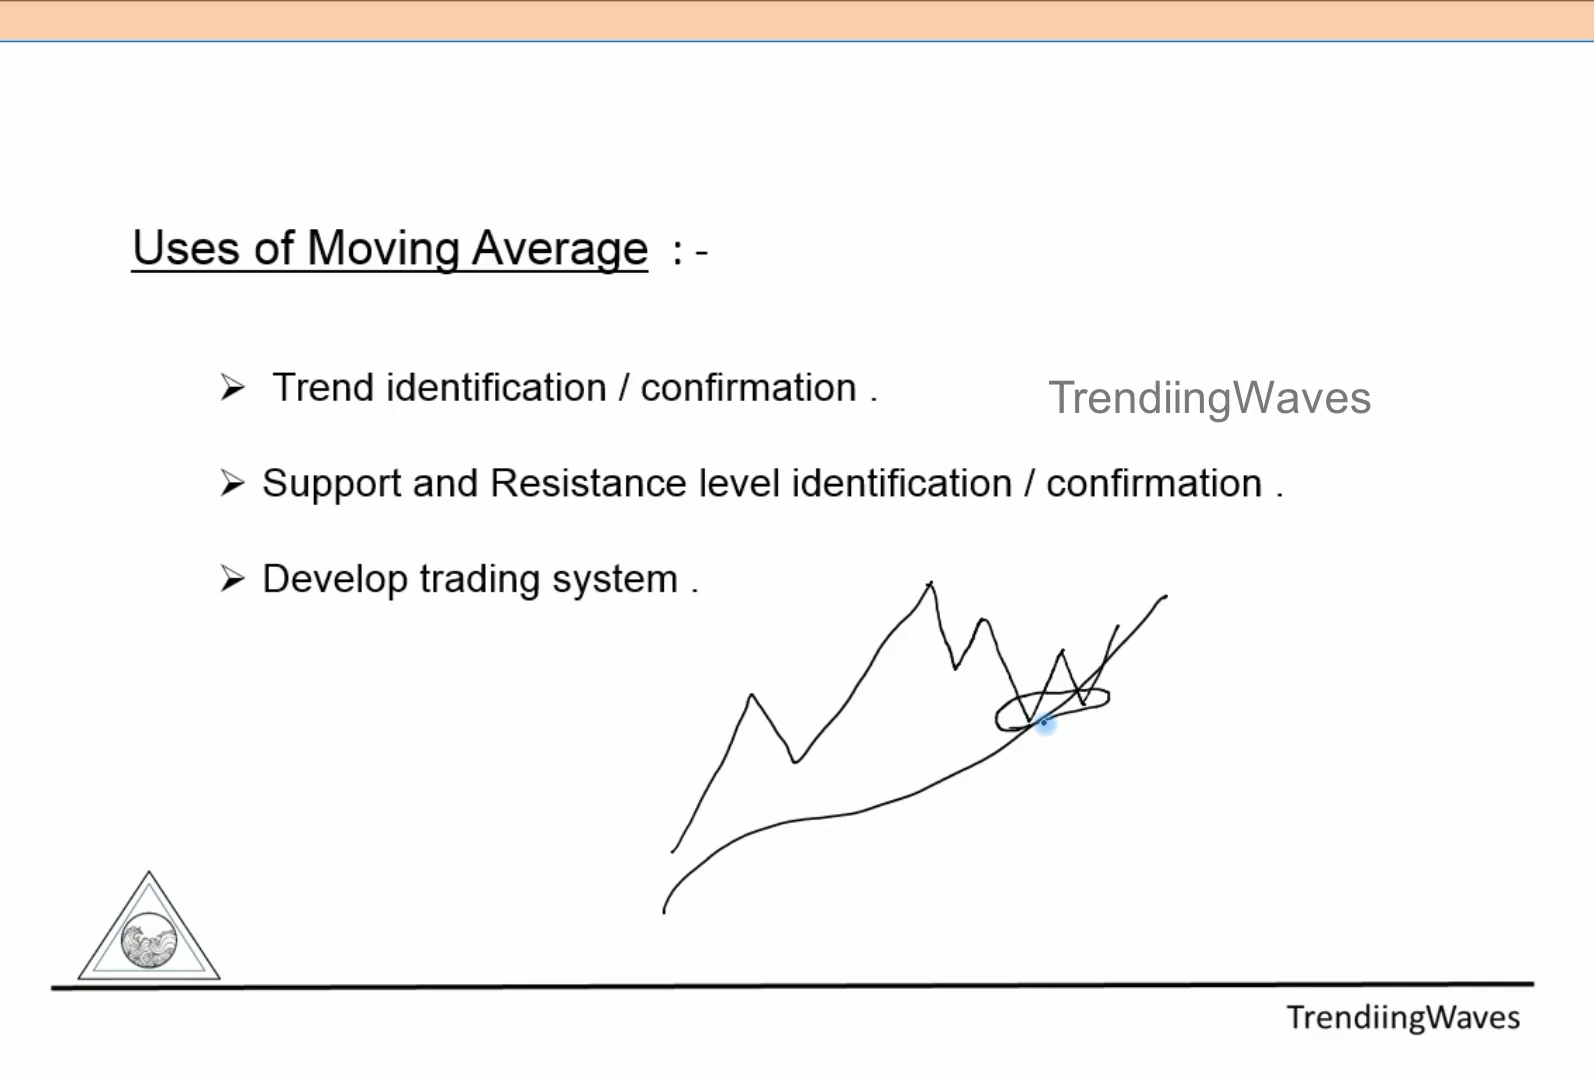 Uses of Moving Average : -
➢ Trend identification / confirmation .
TrendiingWaves
➢ Support and Resistance level identification / confirmation .
➢ Develop trading system .
TrendiingWaves